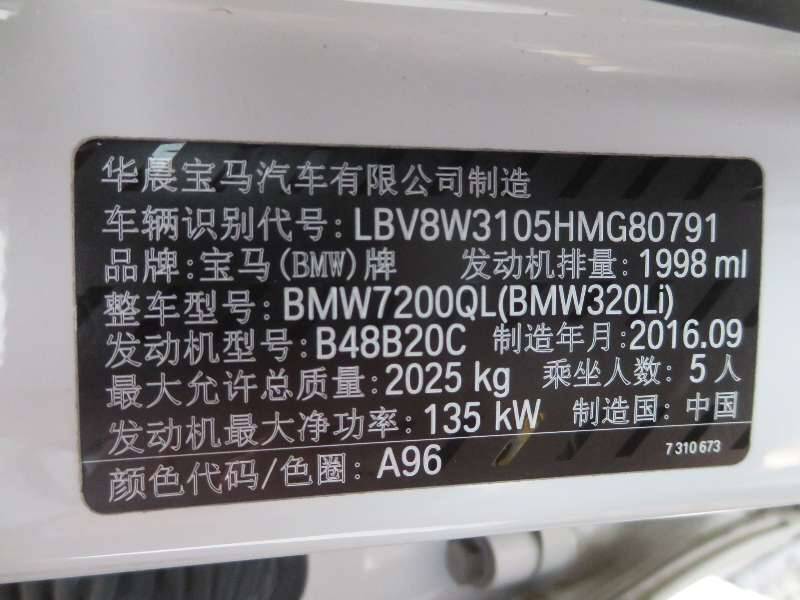 华晨宝马汽车有限公司制造
车辆识别代号: LBV8W3105HMG80791
品牌:宝马(BMW)牌 发动机排量: 1998 ml
整车型号: BMW7200QL(BMW320Li)
发动机型号: B48B20C 制造年月: 2016.09
最大允许总质量: 2025 kg 乘坐人数: 5 人
发动机最大净功率: 135 kW 制造国: 中国
7 310 673
颜色代码/色圈: A96